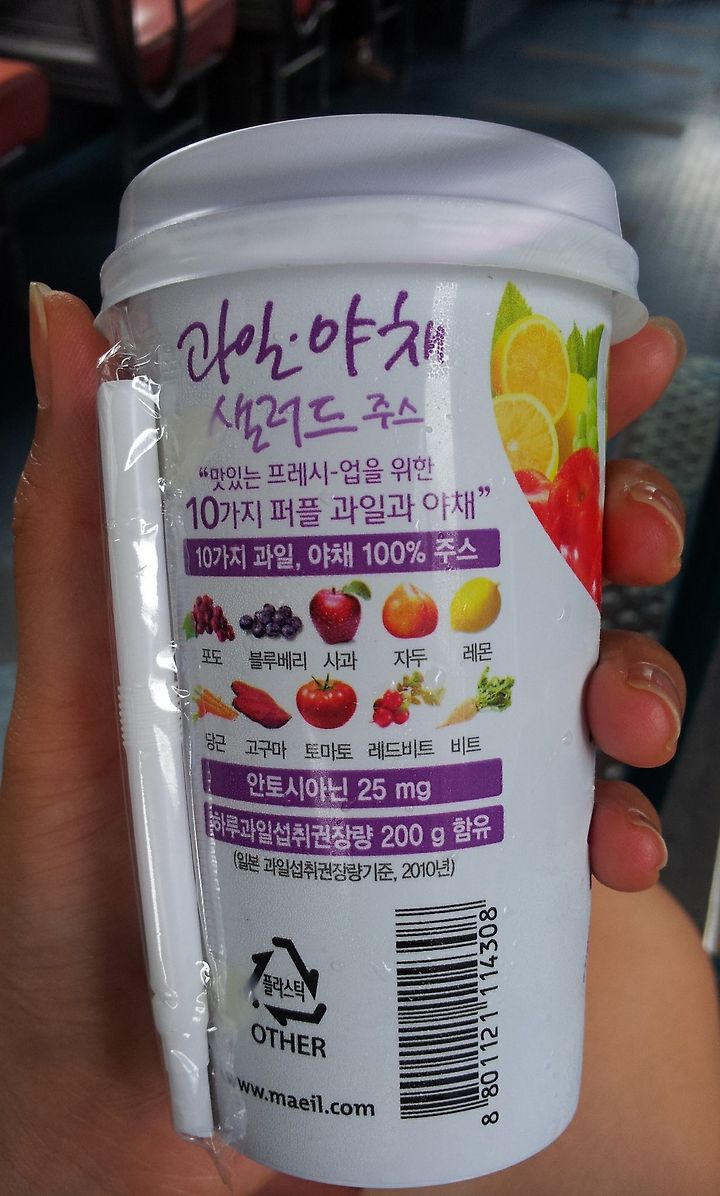 과일·야채
샐러드 주스
“맛있는 프레시-업을 위한
10가지 퍼플 과일과 야채”
10가지 과일, 야채 100% 주스
포도 블루베리 사과 자두 레몬
당근 고구마 토마토 레드비트 비트
안토시아닌 25 mg
하루과일섭취권장량 200 g 함유
(일본 과일섭취권장량기준, 2010년)
플라스틱
OTHER
www.maeil.com
8 801121 114308